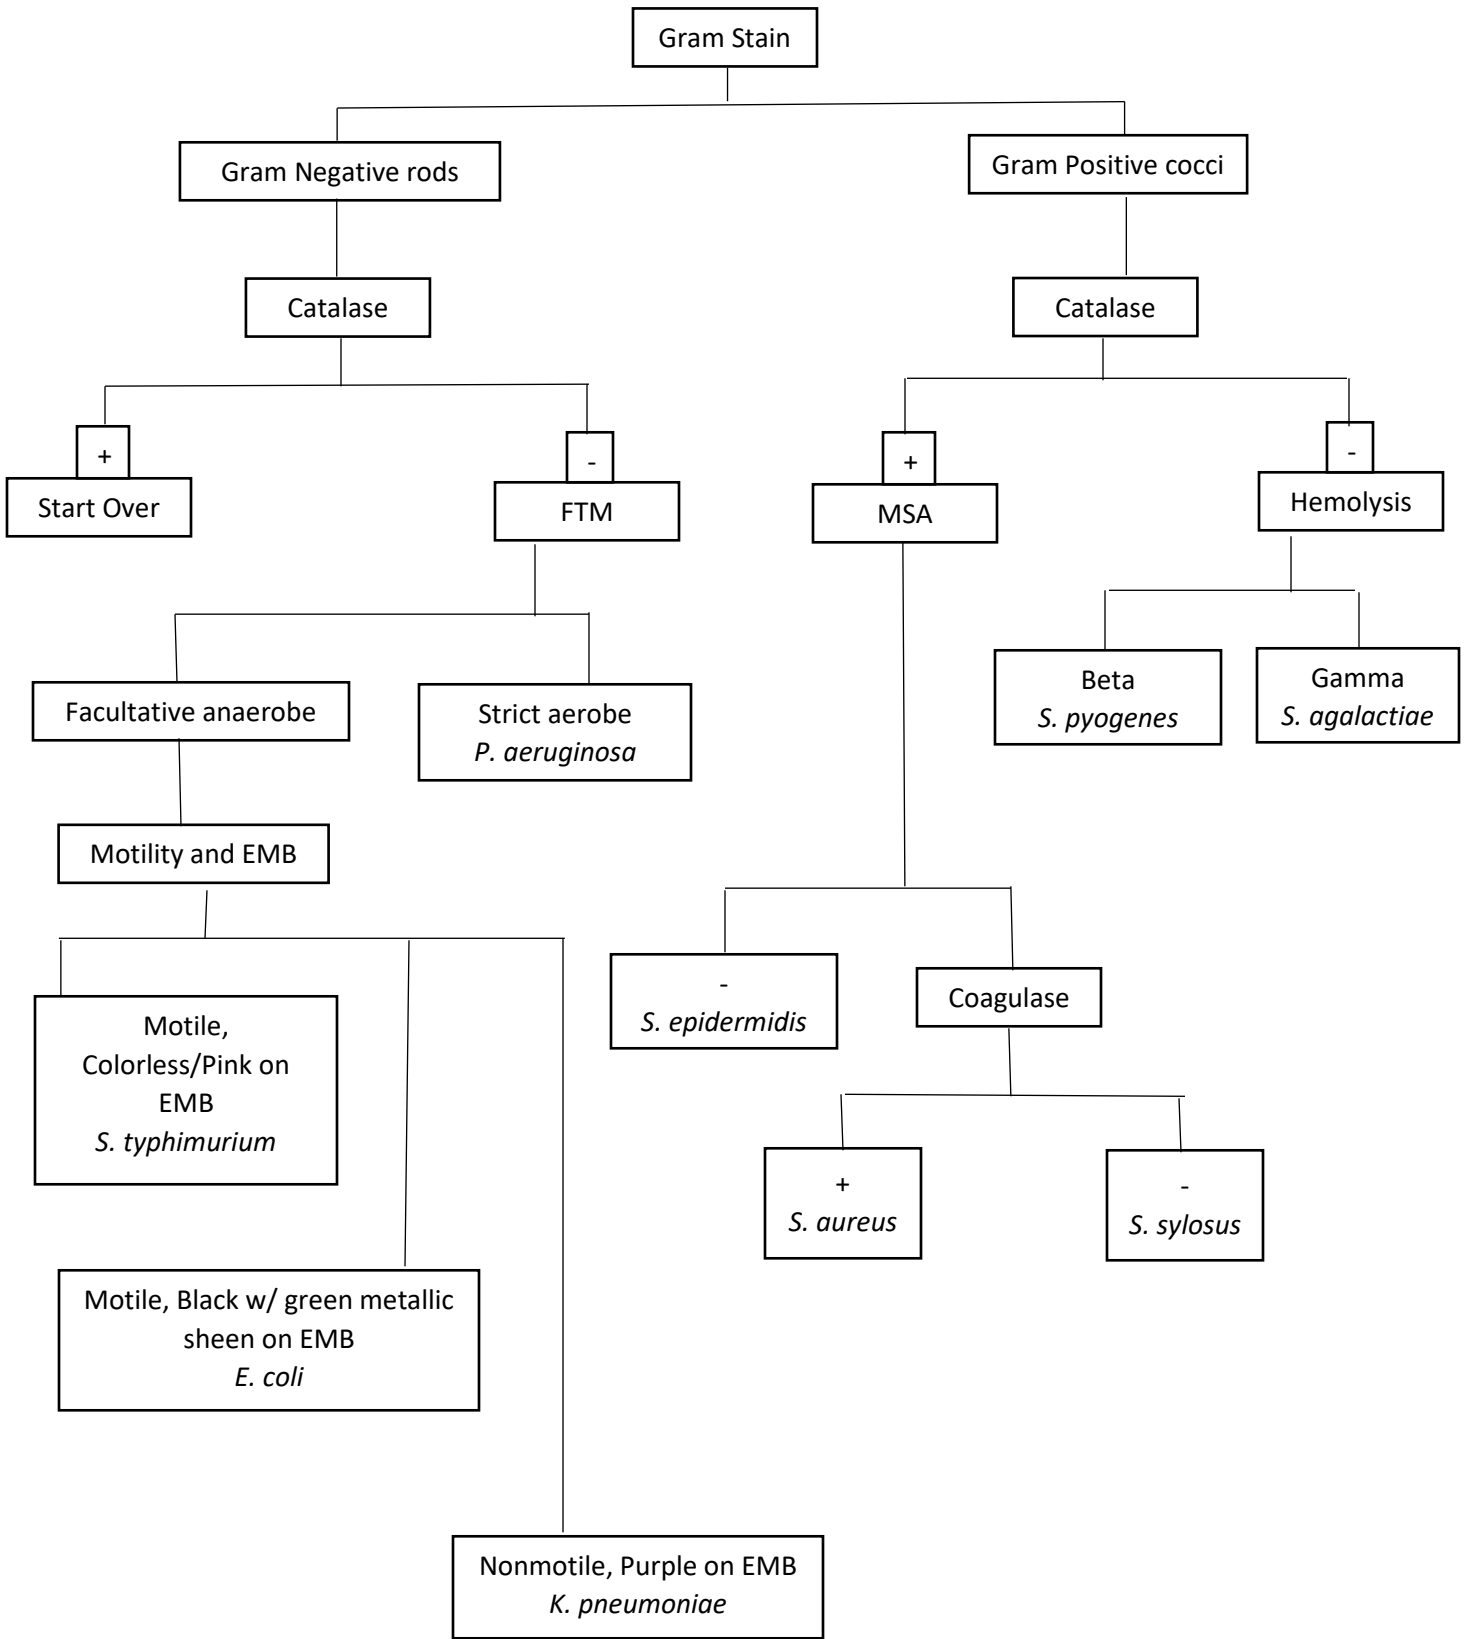 Gram Stain
Gram Negative rods
Gram Positive cocci
Catalase
Catalase
+
-
+
-
Start Over
FTM
MSA
Hemolysis
Facultative anaerobe
Strict aerobe
P. aeruginosa
Beta
S. pyogenes
Gamma
S. agalactiae
Motility and EMB
-
S. epidermidis
Coagulase
Motile,
Colorless/Pink on
EMB
S. typhimurium
+
S. aureus
-
S. sylosus
Motile, Black w/ green metallic
sheen on EMB
E. coli
Nonmotile, Purple on EMB
K. pneumoniae